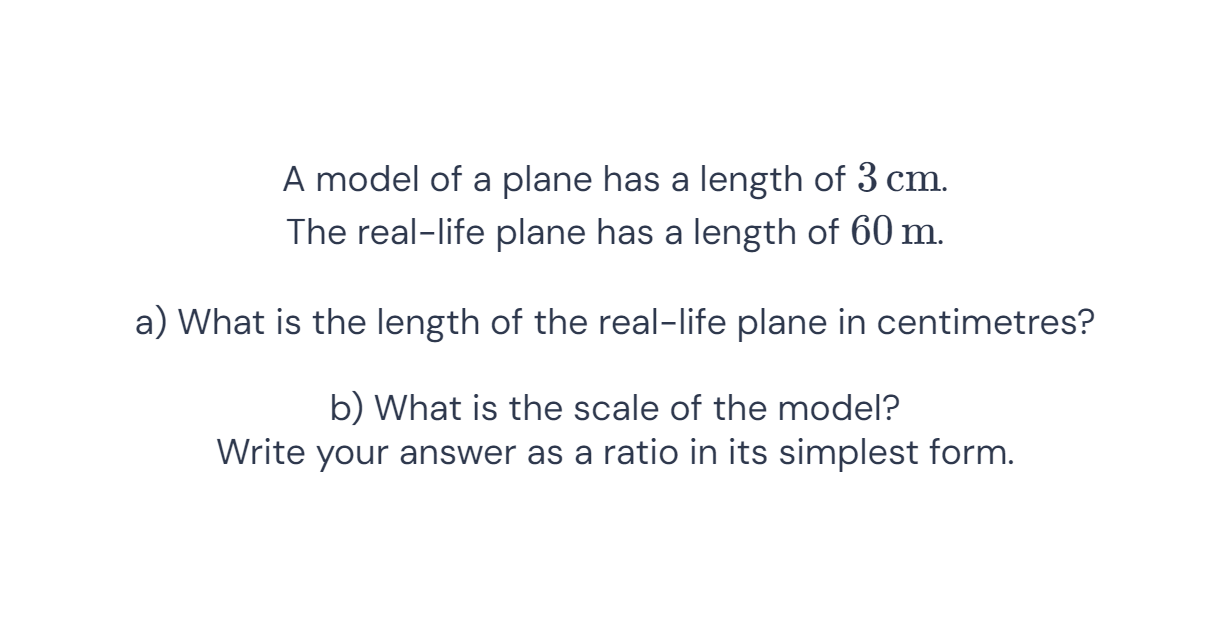 A model of a plane has a length of 3 cm.
The real-life plane has a length of 60 m.
a) What is the length of the real-life plane in centimetres?
b) What is the scale of the model?
Write your answer as a ratio in its simplest form.